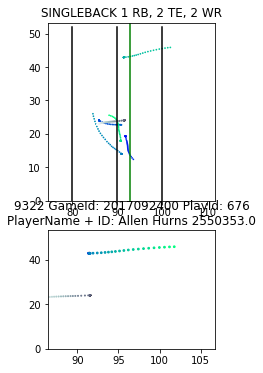 SINGLEBACK 1 RB, 2 TE, 2 WR
50
40
30
20
10
0
80 90 100 110
9322 GameId: 2017092400 PlayId: 676
PlayerName + ID: Allen Hurns 2550353.0
40
20
0
90 95 100 105